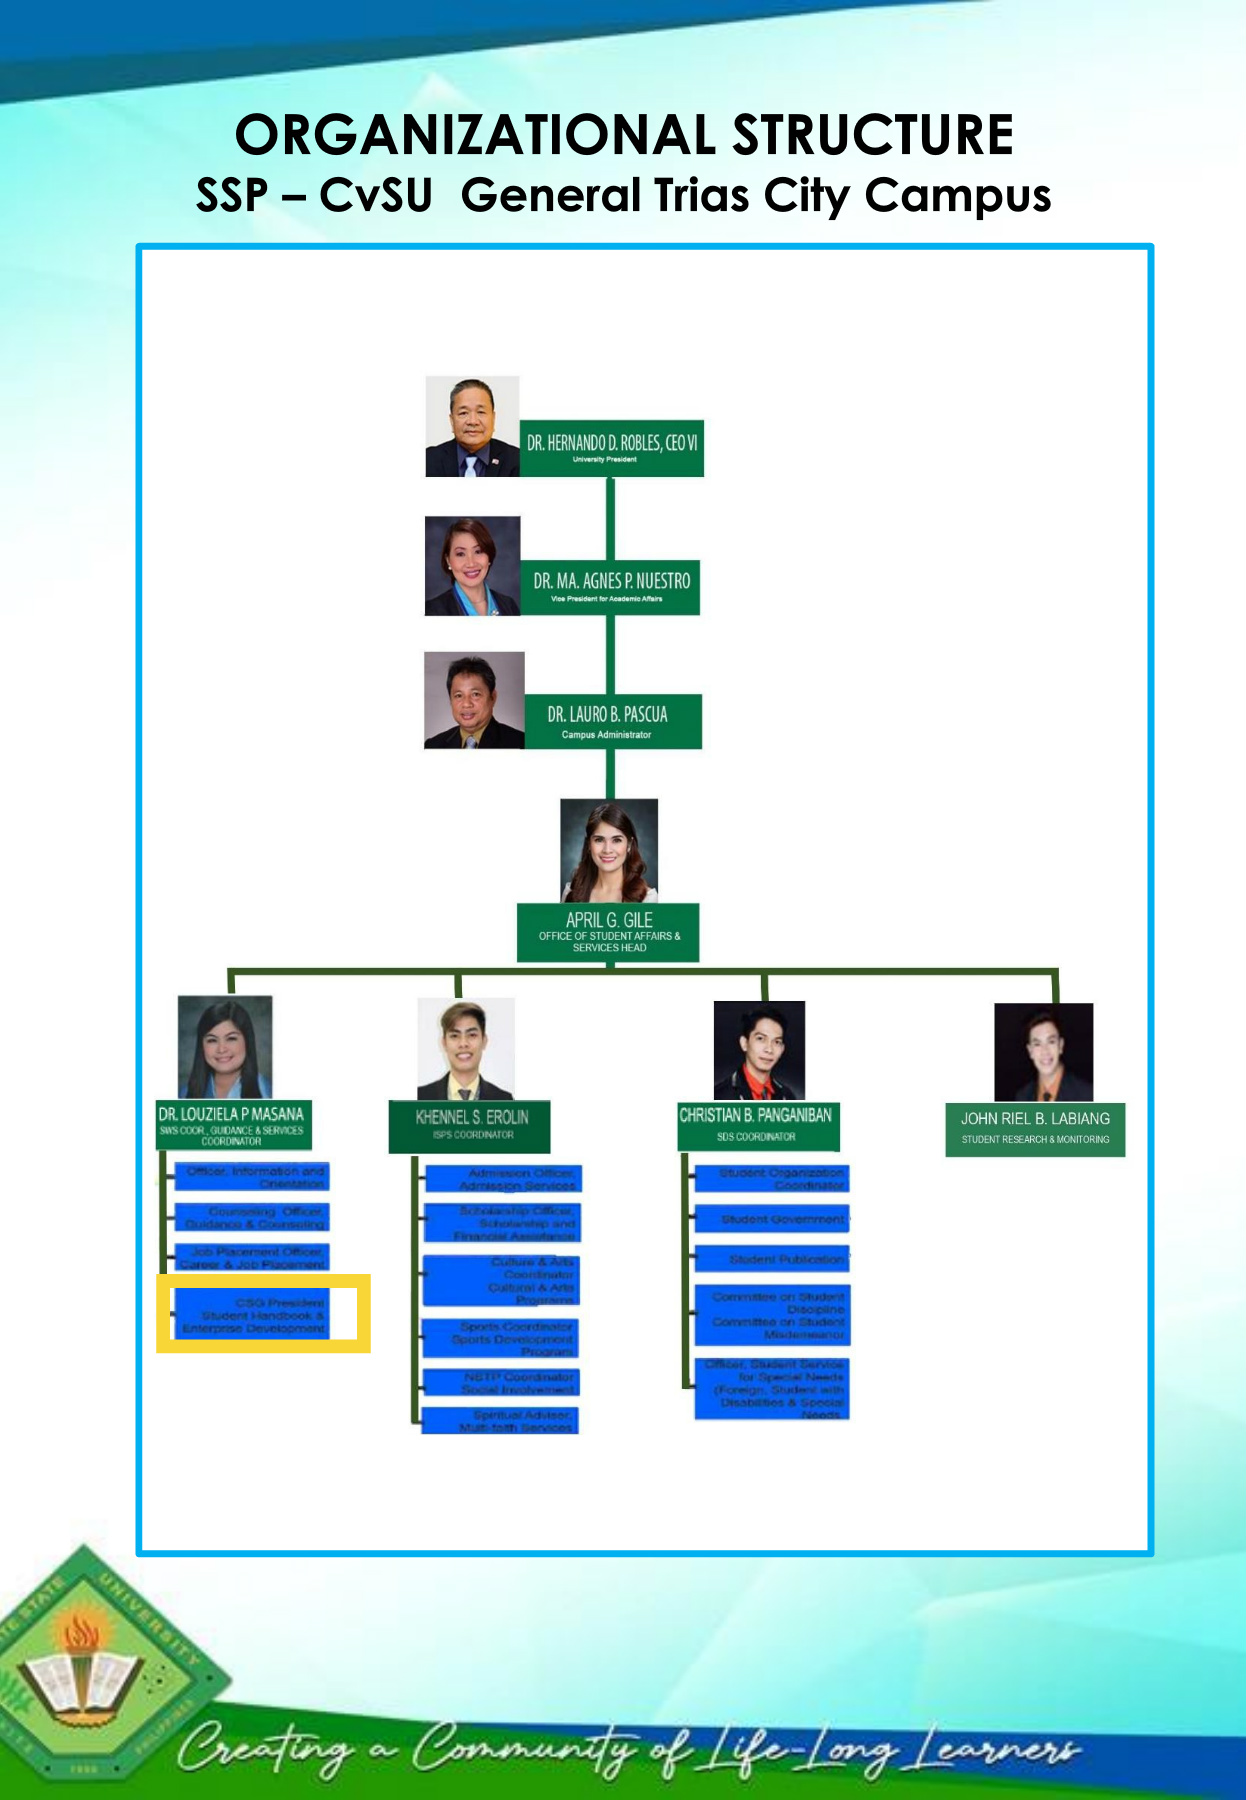 ORGANIZATIONAL STRUCTURE
SSP – CvSU General Trias City Campus
DR. HERNANDO D. ROBLES, CEO VI
University President
DR. MA. AGNES P. NUESTRO
Vice President for Academic Affairs
DR. LAURO B. PASCUA
Campus Administrator
APRIL G. GILE
OFFICE OF STUDENT AFFAIRS &
SERVICES HEAD
DR. LOUZIELA P MASANA
SWS COOR., GUIDANCE & SERVICES
COORDINATOR
Officer, Information and
Orientation
Counseling Officer,
Guidance & Counseling
Job Placement Officer,
Career & Job Placement
CSG President
Student Handbook &
Enterprise Development
KHENNEL S. EROLIN
ISPS COORDINATOR
Admission Officer,
Admission Services
Scholarship Officer,
Scholarship and
Financial Assistance
Culture & Arts
Coordinator
Cultural & Arts
Programs
Sports Coordinator
Sports Development
Program
NSTP Coordinator
Social Involvement
Spiritual Adviser,
Multi-faith Services
CHRISTIAN B. PANGANIBAN
SDS COORDINATOR
Student Organization
Coordinator
Student Government
Student Publication
Committee on Student
Discipline
Committee on Student
Misdemeanor
Officer, Student Service
for Special Needs
(Foreign, Student with
Disabilities & Special
Needs
JOHN RIEL B. LABIANG
STUDENT RESEARCH & MONITORING
STATE UNIVERSITY
PHILIPPINES
Creating a Community of Life-Long Learners